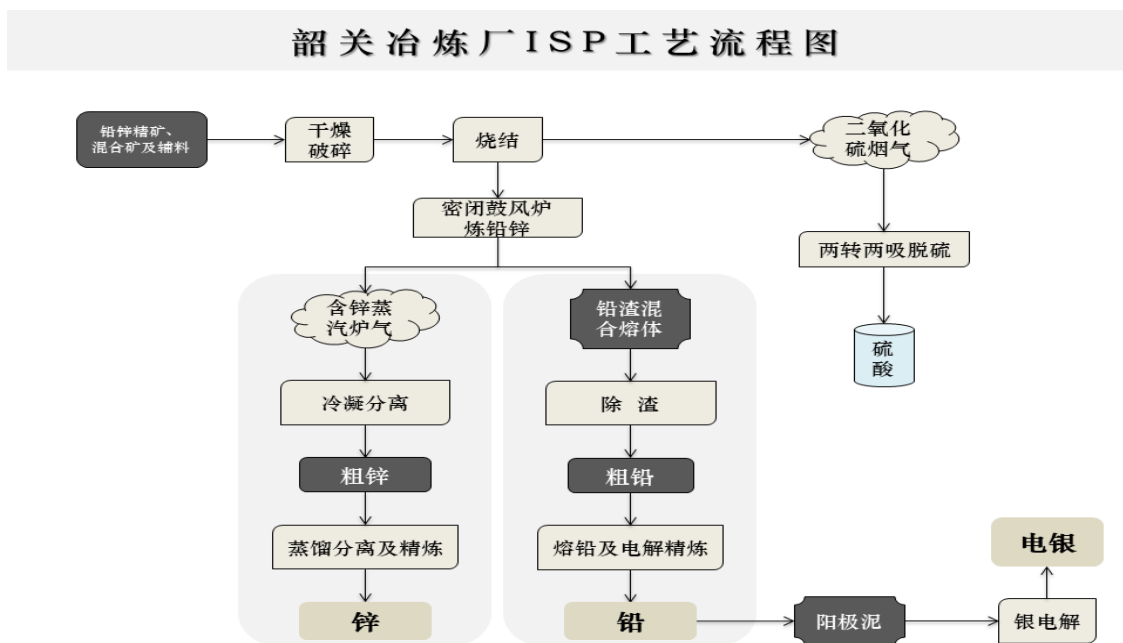 韶关冶炼厂ISP工艺流程图
铅锌精矿、
混合矿及辅料
干燥
破碎
烧结
二氧化
硫烟气
密闭鼓风炉
炼铅锌
两转两吸脱硫
硫
酸
含锌蒸
汽炉气
铅渣混
合熔体
冷凝分离
除 渣
粗锌
粗铅
蒸馏分离及精炼
熔铅及电解精炼
电银
锌
铅
阳极泥
银电解